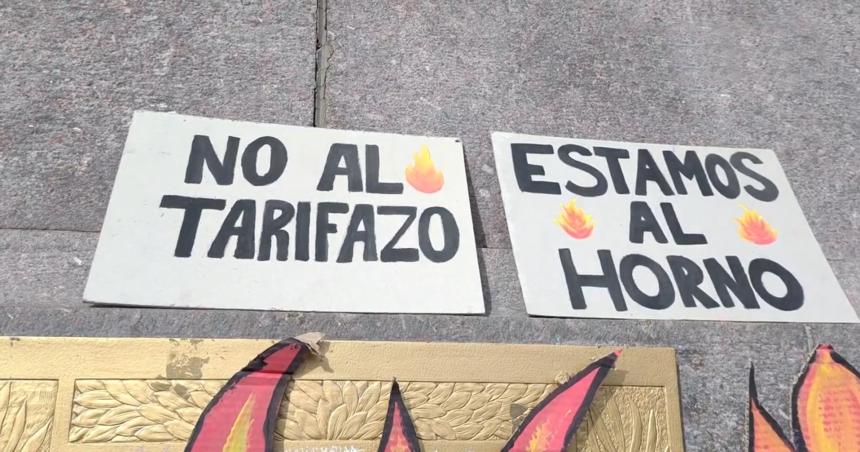 NO AL
TARIFAZO
ESTAMOS
AL
HORNO